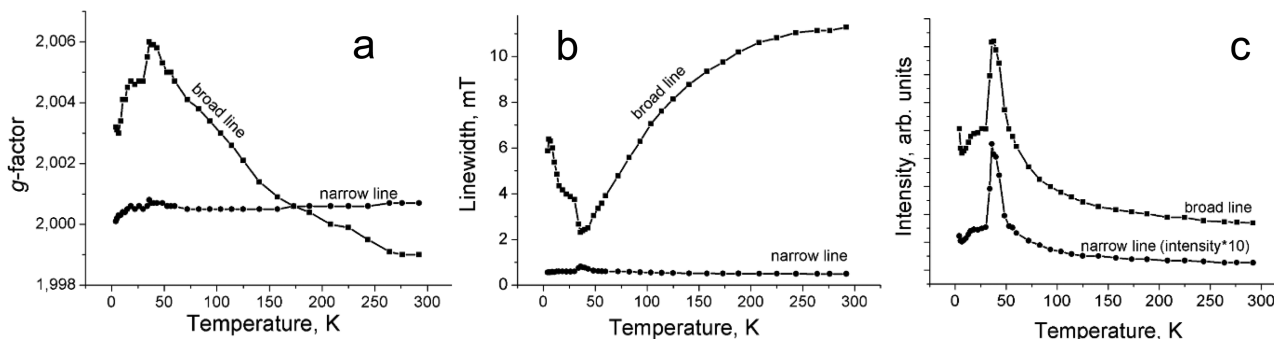 a
2,006
2,004
2,002
2,000
1,998
g-factor
broad line
narrow line
0
50
100
150
200
250
300
Temperature, K
b
10
8
6
4
2
0
Linewidth, mT
broad line
narrow line
0
50
100
150
200
250
300
Temperature, K
c
Intensity, arb. units
broad line
narrow line (intensity*10)
0
50
100
150
200
250
300
Temperature, K